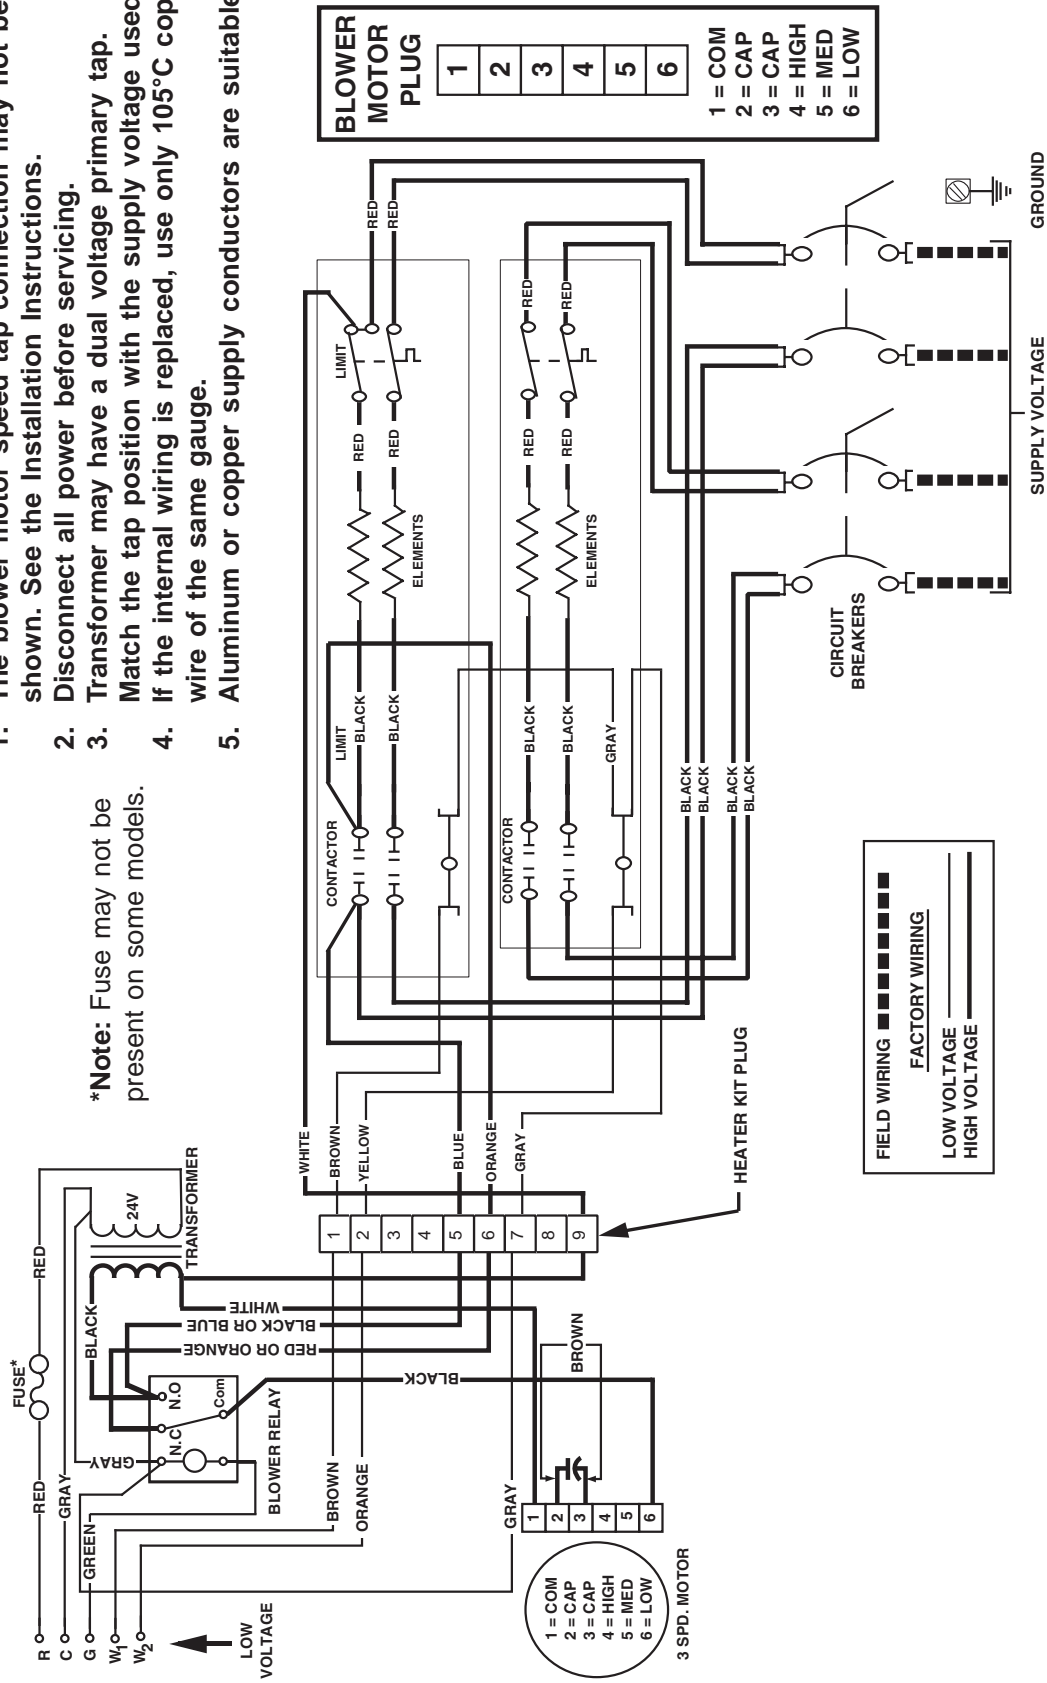 1. The blower motor speed tap connection may not be
shown. See the Installation Instructions.
2. Disconnect all power before servicing.
3. Transformer may have a dual voltage primary tap.
Match the tap position with the supply voltage used
4. If the internal wiring is replaced, use only 105°C cop
wire of the same gauge.
5. Aluminum or copper supply conductors are suitable
*Note: Fuse may not be
present on some models.
R
C
G
W1
W2
LOW
VOLTAGE
RED
FUSE*
RED
GRAY
GREEN
GRAY
BLACK
24V
TRANSFORMER
N.O
N.C
Com
BLOWER RELAY
WHITE
BLACK OR BLUE
RED OR ORANGE
BLACK
BROWN
ORANGE
GRAY
BROWN
1
2
3
4
5
6
1 = COM
2 = CAP
3 = CAP
4 = HIGH
5 = MED
6 = LOW
3 SPD. MOTOR
1
2
3
4
5
6
7
8
9
HEATER KIT PLUG
WHITE
BROWN
YELLOW
BLUE
ORANGE
GRAY
CONTACTOR
LIMIT
BLACK
BLACK
ELEMENTS
RED
RED
LIMIT
RED
RED
CONTACTOR
BLACK
BLACK
GRAY
ELEMENTS
RED
RED
RED
RED
BLACK
BLACK
BLACK
BLACK
CIRCUIT
BREAKERS
SUPPLY VOLTAGE
GROUND
BLOWER
MOTOR
PLUG
1
2
3
4
5
6
1 = COM
2 = CAP
3 = CAP
4 = HIGH
5 = MED
6 = LOW
FIELD WIRING
FACTORY WIRING
LOW VOLTAGE
HIGH VOLTAGE